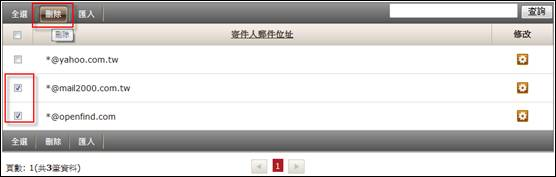 全選 刪除 匯入 查詢
刪除
寄件人郵件位址 修改
*@yahoo.com.tw
*@mail2000.com.tw
*@openfind.com
全選 刪除 匯入
頁數: 1(共3筆資料) 1